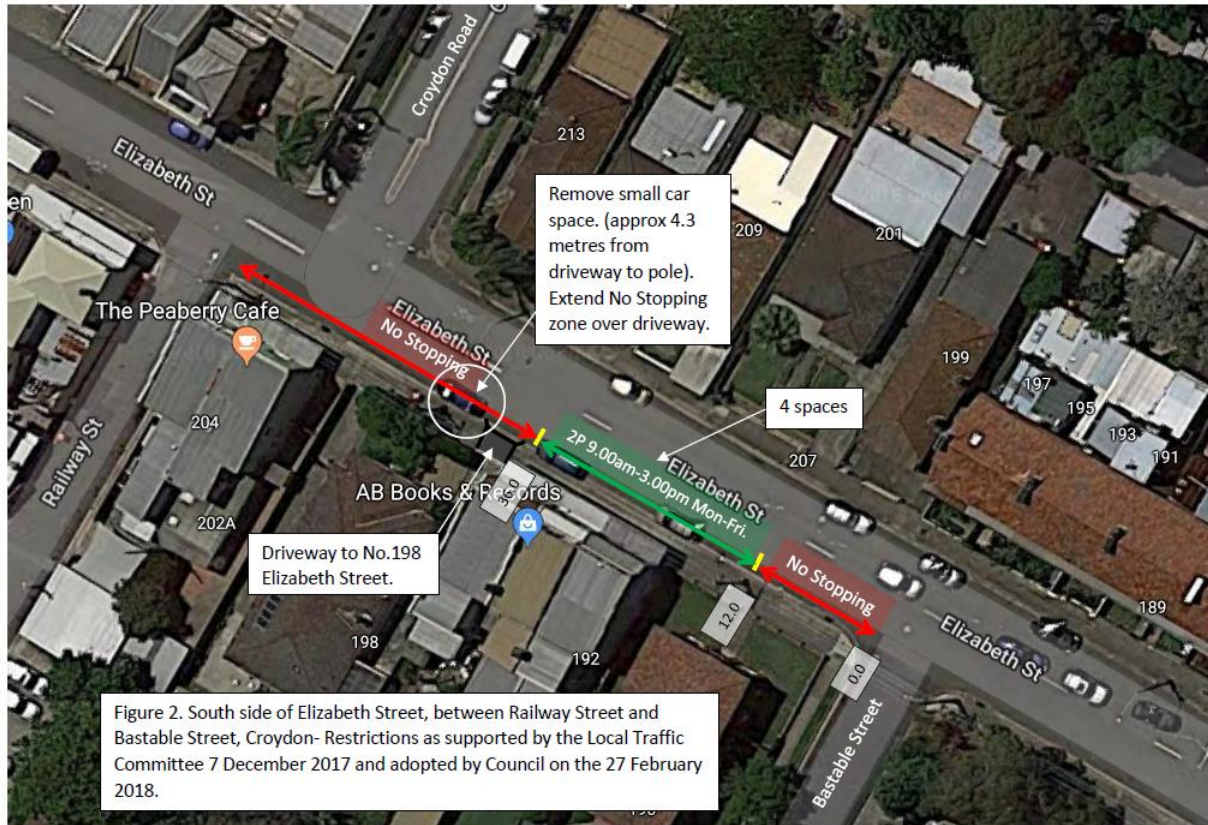 Croydon Road
213
Elizabeth St
en
Remove small car
space. (approx 4.3
metres from
driveway to pole).
Extend No Stopping
zone over driveway.
209
201
The Peaberry Cafe
Elizabeth St
No Stopping
199
197
195
193
191
4 spaces
204
2P 9.00am-3.00pm Mon-Fri.
Elizabeth St
207
Railway St
AB Books & Records
202A
Driveway to No.198
Elizabeth Street.
No Stopping
189
12.0
198
192
Elizabeth St
0.0
Bastable Street
Figure 2. South side of Elizabeth Street, between Railway Street and
Bastable Street, Croydon- Restrictions as supported by the Local Traffic
Committee 7 December 2017 and adopted by Council on the 27 February
2018.